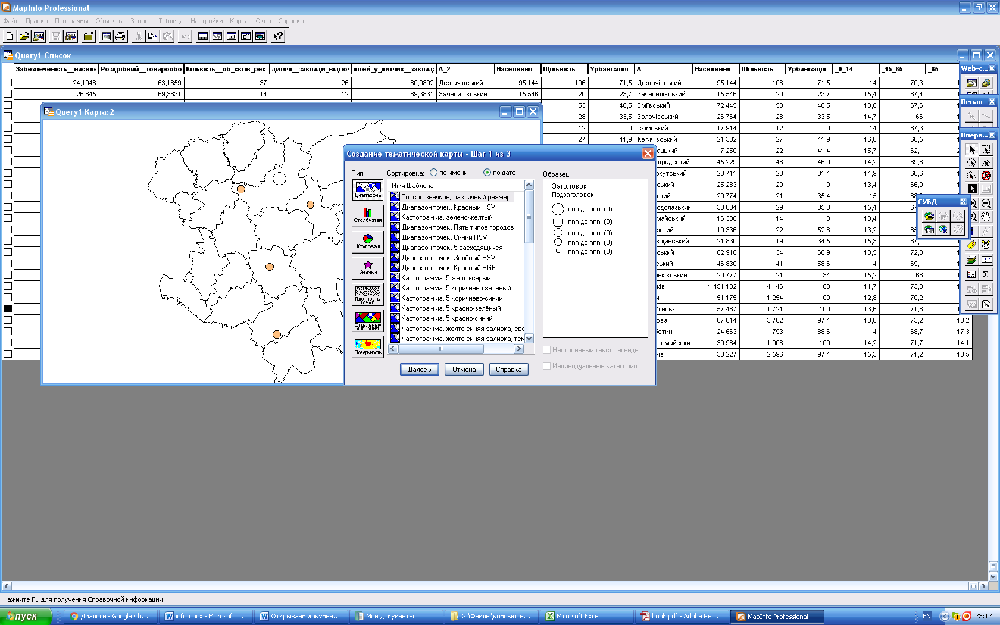 MapInfo Professional
Файл Правка Программы Объекты Запрос Таблица Настройки Карта Окно Справка
Query1 Список
Забезпеченість__населе Роздрібний__товарообо Кількість__об_єктів_рест дитячі__заклади_відпоч дітей_у_дитчих__заклад: А_2 Населення Щільність Урбанізація А Населення Щільність Урбанізація _0_14 _15_65 _65
24,1946 63,1659 37 26 80,9892 Дергачівський 95 144 106 71,5 Дергачівський 95 144 106 71,5 14 70,3
26,845 69,3831 14 12 69,3831 Зачепилівський 15 546 20 23,7 Зачепилівський 15 546 20 23,7 15,4 67,4
53 46,5 Зміївський 72 445 53 46,5 13,8 67,6
28 33,5 Золочівський 26 764 28 33,5 14,7 66
12 0 Ізюмський 17 914 12 0 14 67,3
27 41,9 Кегичівський 21 302 27 41,9 16,8 68,5
ацький 7 250 22 41,4 15,7 62,1
оградський 45 229 46 46,9 14,2 69,8
окутський 28 711 28 31,4 14,9 66,6
ський 25 283 20 0 13,4 66,9
ький 29 774 21 35,4 15
одолазький 33 884 29 35,8 15,4
майський 16 338 14 0 13,4
зький 10 336 22 52,8 13,2
вщинський 21 830 19 34,5 15,3 67,1
ський 182 918 134 66,9 13,5 72,3
ський 46 830 41 58,6 14 69,1
енківський 20 777 21 34 15,2 68
ків 1 451 132 4 146 100 11,7 73,8
м 51 175 1 254 100 12,8 70,2
'янськ 57 487 1 721 100 13,6 71,6
ова 67 014 3 702 97,4 13,6 73,2 13,2
ботин 24 663 793 88,6 14 68,7 17,3
вомайськи 30 984 1 006 100 14,2 71,7 14,1
уїв 33 227 2 596 97,4 15,3 71,2 13,5
Query1 Карта:2
Создание тематической карты - Шаг 1 из 3
Тип:
Диапазоны
Столбчатая
Круговая
Значки
Плотность точек
Отдельные значения
Поверхность
Сортировка: по имени по дате
Имя Шаблона
Способ значков, различный размер
Диапазон точек, Красный HSV
Картограмма, зелёно-жёлтый
Диапазон точек, Пять типов городов
Диапазон точек, Синий HSV
Диапазон точек, 5 расходящихся
Диапазон точек, Зелёный HSV
Диапазон точек, Красный RGB
Картограмма, 5 жёлто-серый
Картограмма, 5 коричнево зелёный
Картограмма, 5 коричнево-синий
Картограмма, 5 красно-зелёный
Картограмма, 5 красно-синий
Картограмма, желто-синяя заливка, све
Картограмма, желто-синяя заливка, тем
Образец:
Заголовок
Подзаголовок
nnn до nnn (0)
nnn до nnn (0)
nnn до nnn (0)
nnn до nnn (0)
nnn до nnn (0)
Настроенный текст легенды
Индивидуальные категории
Далее > Отмена Справка
Web-с...
Пенал
Опера...
СУБД
Нажмите F1 для получения Справочной информации
пуск Диалоги - Google Ch... info.docx - Microsoft ... Открываем докумен... Мои документы G:\Файлы\компьюте... Microsoft Excel book.pdf - Adobe Re... MapInfo Professional EN 23:12